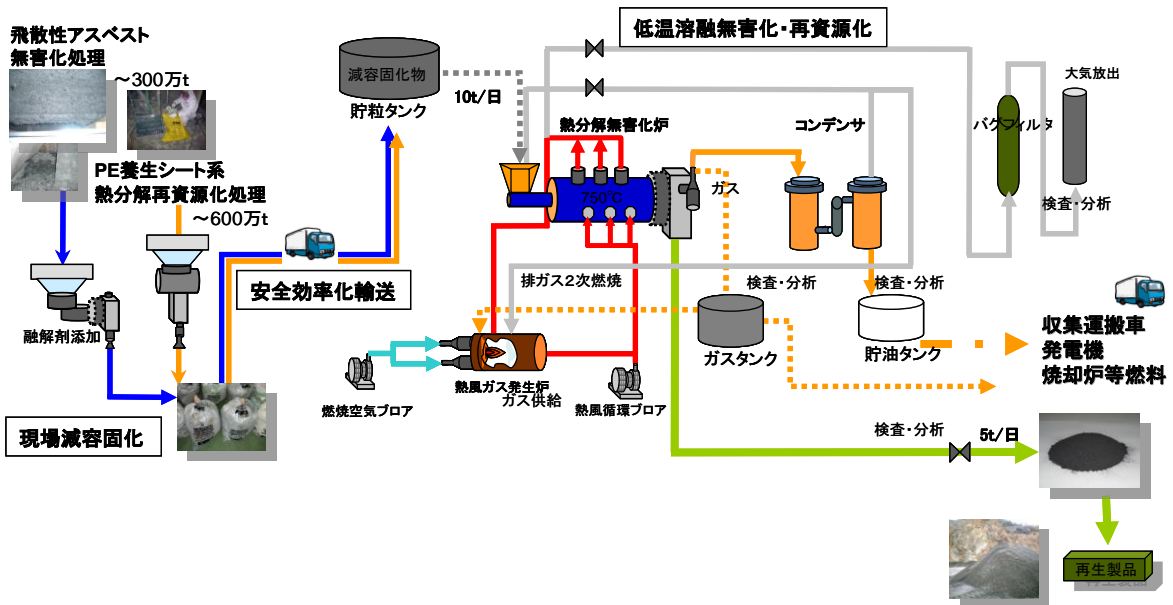 低温溶融無害化・再資源化
飛散性アスベスト
無害化処理
～300万t
PE養生シート系
熱分解再資源化処理
～600万t
融解剤添加
現場減容固化
安全効率化輸送
減容固化物
貯粒タンク
10t/日
熱分解無害化炉
750℃
ガス
コンデンサ
バグフィルタ
大気放出
検査・分析
排ガス２次燃焼
検査・分析
検査・分析
ガスタンク
貯油タンク
収集運搬車
発電機
焼却炉等燃料
燃焼空気ブロア
熱風ガス発生炉
ガス供給
熱風循環ブロア
検査・分析
5t/日
再生製品